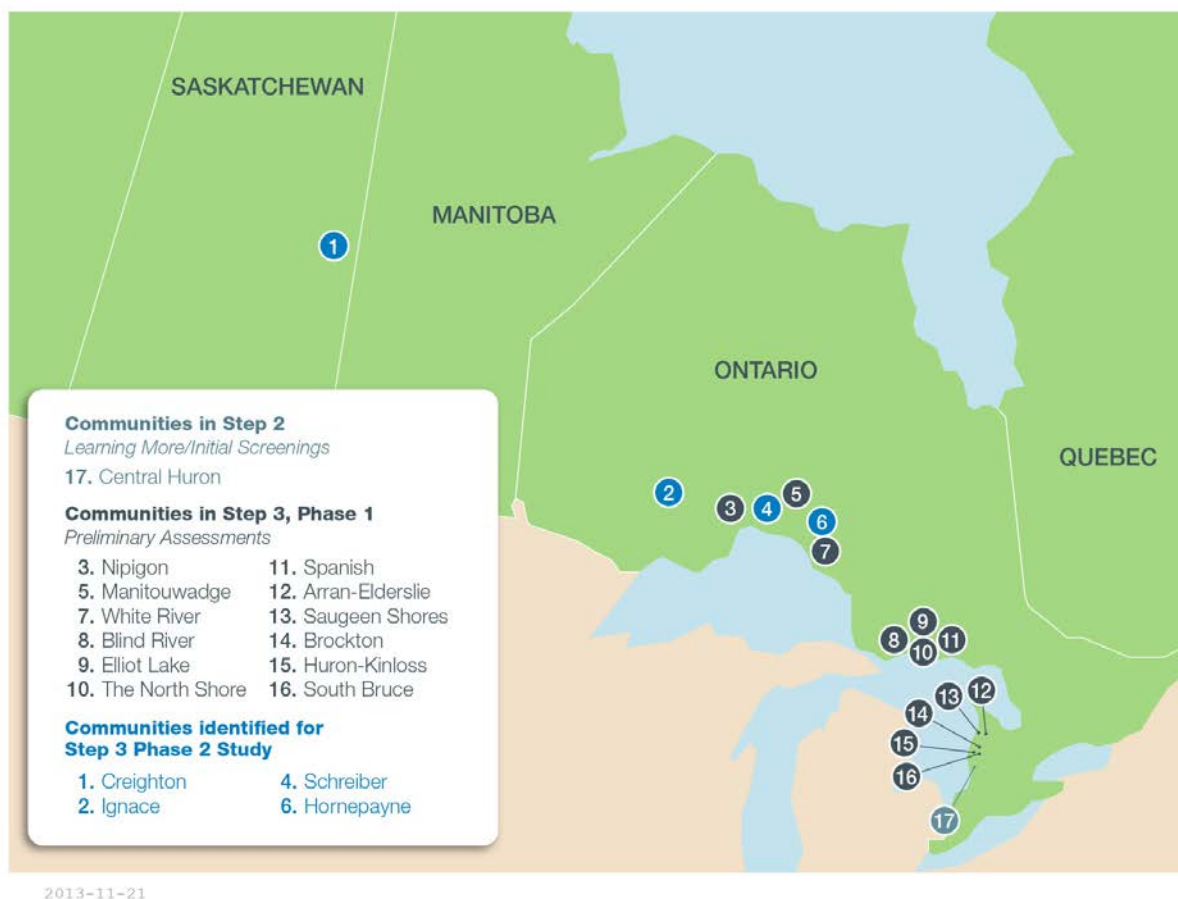 SASKATCHEWAN
MANITOBA
1
ONTARIO
QUEBEC
2
3
4
5
6
7
8
9
10
11
12
13
14
15
16
17
Communities in Step 2
Learning More/Initial Screenings
17. Central Huron
Communities in Step 3, Phase 1
Preliminary Assessments
3. Nipigon 11. Spanish
5. Manitouwadge 12. Arran-Elderslie
7. White River 13. Saugeen Shores
8. Blind River 14. Brockton
9. Elliot Lake 15. Huron-Kinloss
10. The North Shore 16. South Bruce
Communities identified for
Step 3 Phase 2 Study
1. Creighton 4. Schreiber
2. Ignace 6. Hornepayne
2013-11-21